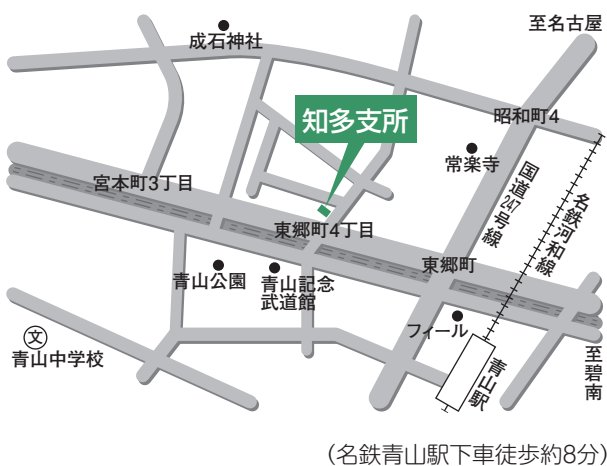 至名古屋
成石神社
昭和町4
知多支所
常楽寺
国道247号線
名鉄河和線
宮本町3丁目
東郷町4丁目
東郷町
青山公園
青山記念
武道館
フィール
文
青山中学校
青山駅
至碧南
(名鉄青山駅下車徒歩約8分)